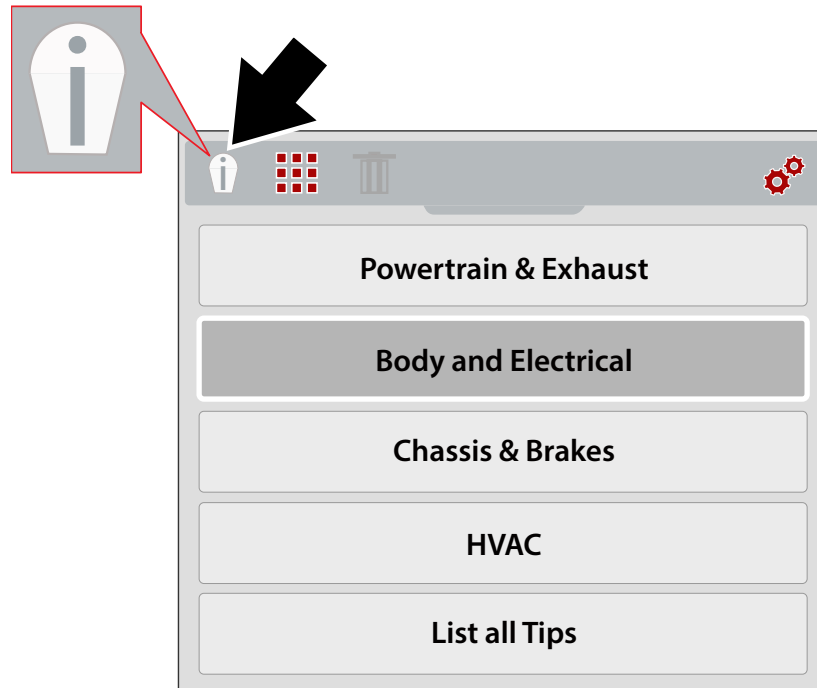 Powertrain & Exhaust
Body and Electrical
Chassis & Brakes
HVAC
List all Tips